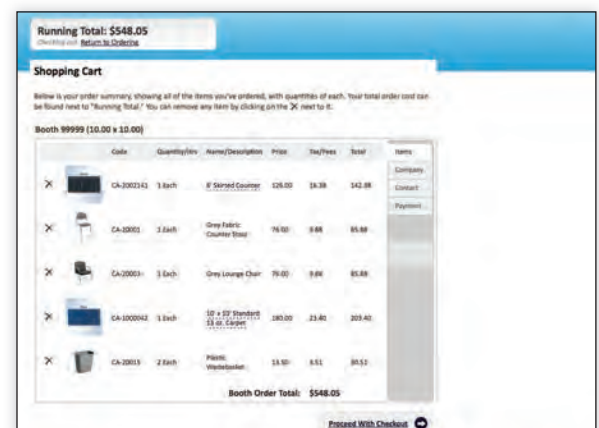 Running Total: $548.05
Checking out Return to Ordering
Shopping Cart
Below is your order summary, showing all of the items you've ordered, with quantities of each. Your total order cost can
be found next to "Running Total." You can remove any item by clicking on the X next to it.
Booth 99999 (10.00 x 10.00)
Code Quantity/Hrs Name/Description Price Tax/Fees Total Items
Company
Contact
Payment
X CA-2002141 1 Each 8' Skirted Counter 126.00 16.38 142.38
X CA-20001 1 Each Grey Fabric
Counter Stool 76.00 9.88 85.88
X CA-20003 1 Each Grey Lounge Chair 76.00 9.88 85.88
X CA-1000042 1 Each 10' x 10' Standard
13 oz. Carpet 180.00 23.40 203.40
X CA-20015 2 Each Plastic
Wastebasket 13.50 3.51 30.51
Booth Order Total: $548.05
Proceed With Checkout